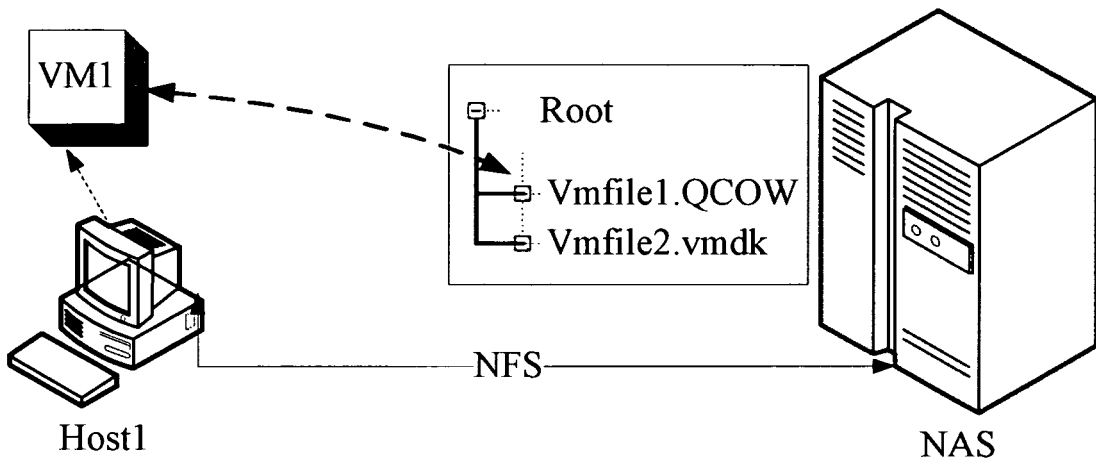 VM1
Root
Vmfile1.QCOW
Vmfile2.vmdk
NFS
Host1
NAS